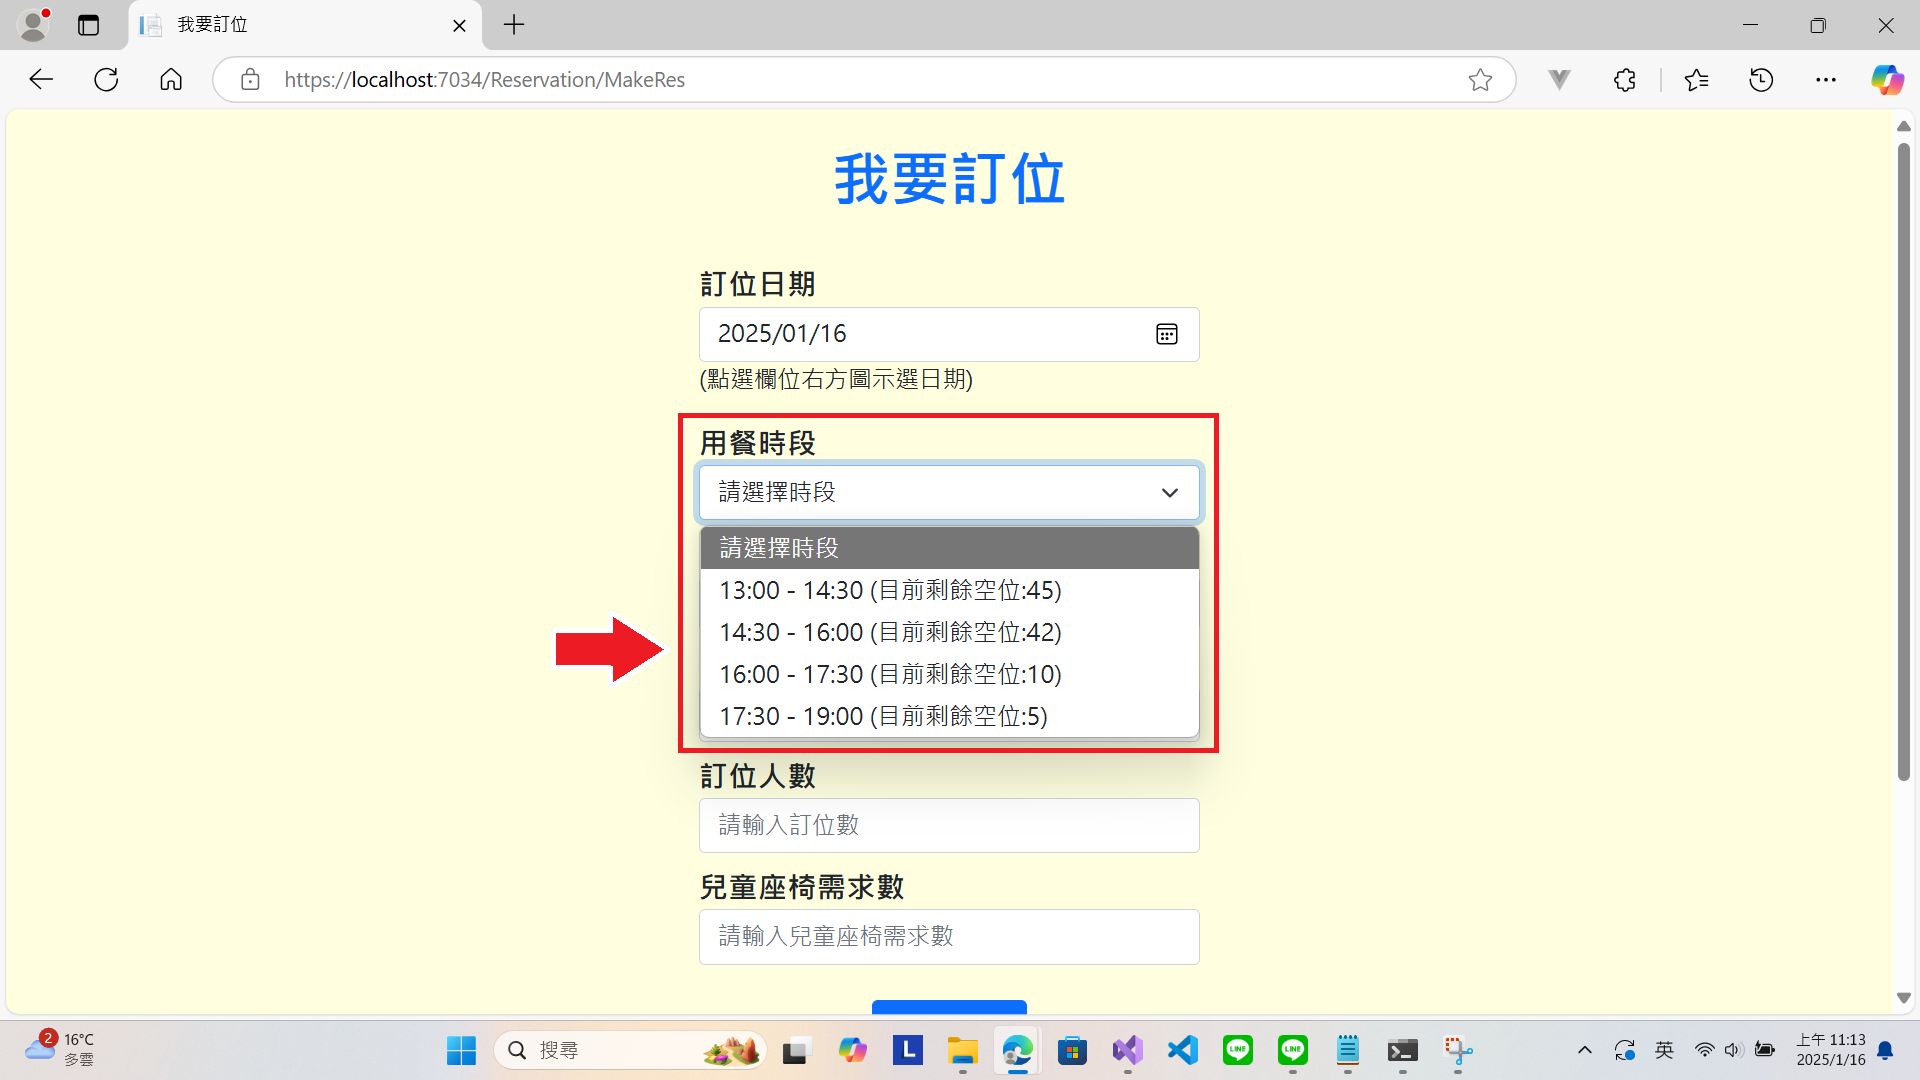 我要訂位
https://localhost:7034/Reservation/MakeRes
我要訂位
訂位日期
2025/01/16
(點選欄位右方圖示選日期)
用餐時段
請選擇時段
請選擇時段
13:00 - 14:30 (目前剩餘空位:45)
14:30 - 16:00 (目前剩餘空位:42)
16:00 - 17:30 (目前剩餘空位:10)
17:30 - 19:00 (目前剩餘空位:5)
訂位人數
請輸入訂位數
兒童座椅需求數
請輸入兒童座椅需求數
2
16°C
多雲
搜尋
L
LINE
LINE
英
上午 11:13
2025/1/16